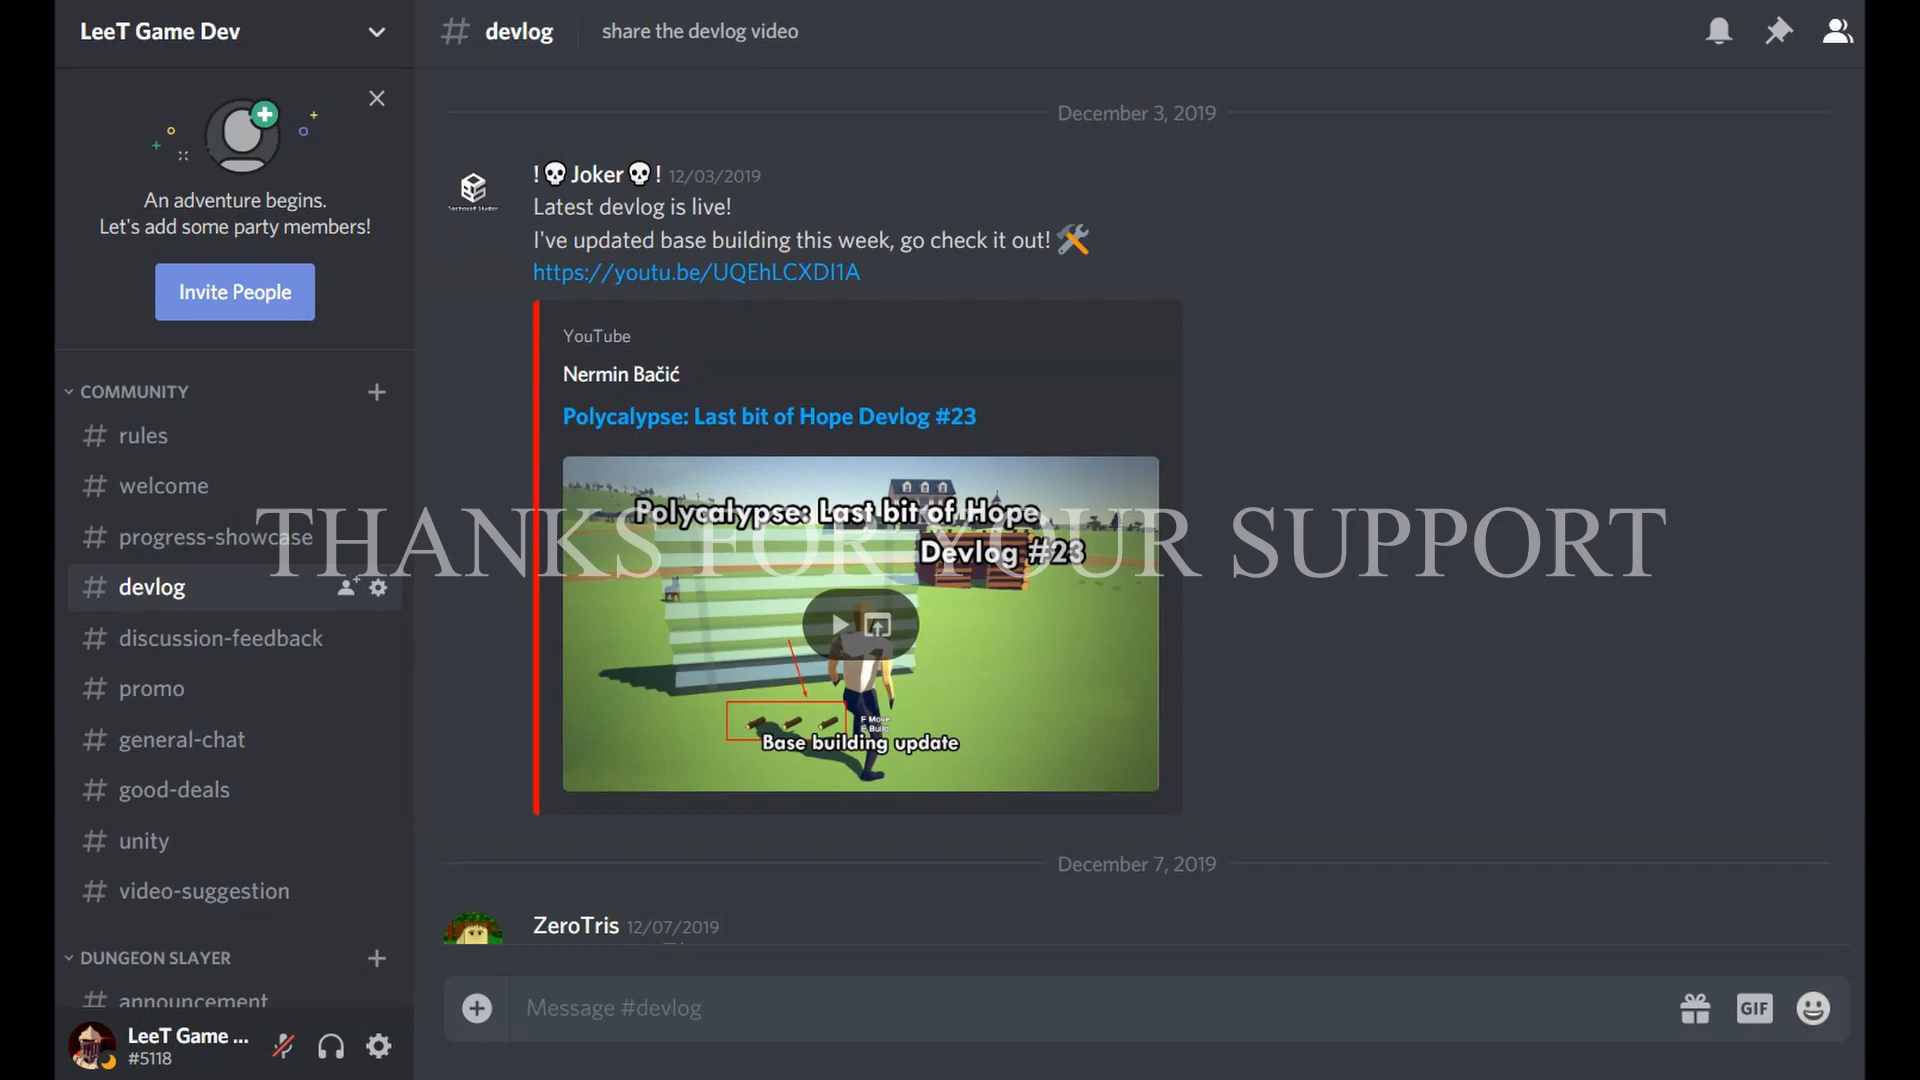 LeeT Game Dev
devlog
share the devlog video
An adventure begins.
Let's add some party members!
Invite People
COMMUNITY
rules
welcome
progress-showcase
devlog
discussion-feedback
promo
general-chat
good-deals
unity
video-suggestion
DUNGEON SLAYER
announcement
LeeT Game ...
#5118
December 3, 2019
!💀Joker💀! 12/03/2019
Latest devlog is live!
I've updated base building this week, go check it out! 🛠
https://youtu.be/UQEhLCXDI1A
YouTube
Nermin Bačić
Polycalypse: Last bit of Hope Devlog #23
Polycalypse: Last bit of Hope
Devlog #23
F Move
E Build
Base building update
THANKS FOR YOUR SUPPORT
December 7, 2019
ZeroTris 12/07/2019
Message #devlog
GIF